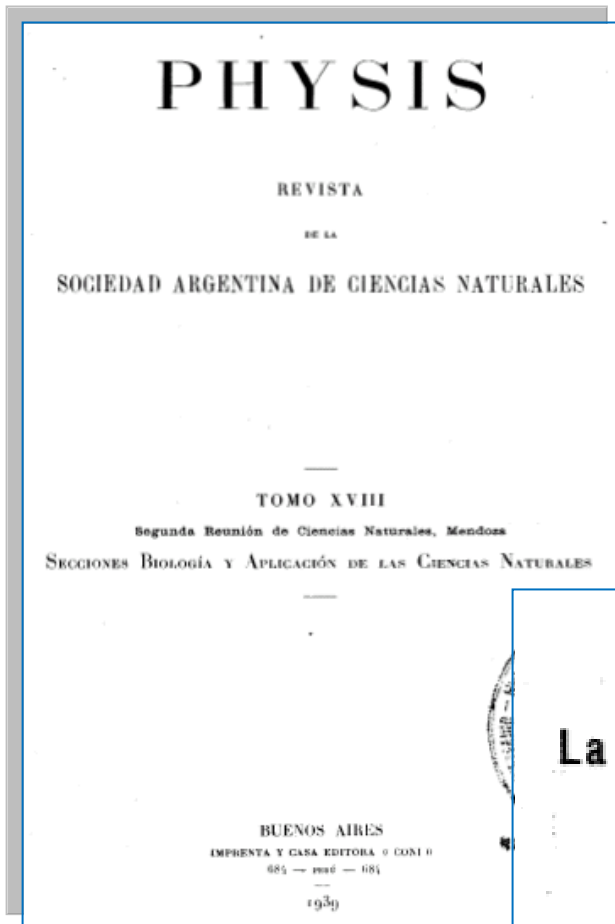 PHYSIS
REVISTA
DE LA
SOCIEDAD ARGENTINA DE CIENCIAS NATURALES
TOMO XVIII
Segunda Reunión de Ciencias Naturales, Mendoza
SECCIONES BIOLOGÍA Y APLICACIÓN DE LAS CIENCIAS NATURALES
BUENOS AIRES
IMPRENTA Y CASA EDITORA « CONI »
684 — PERÚ — 684
1939
La